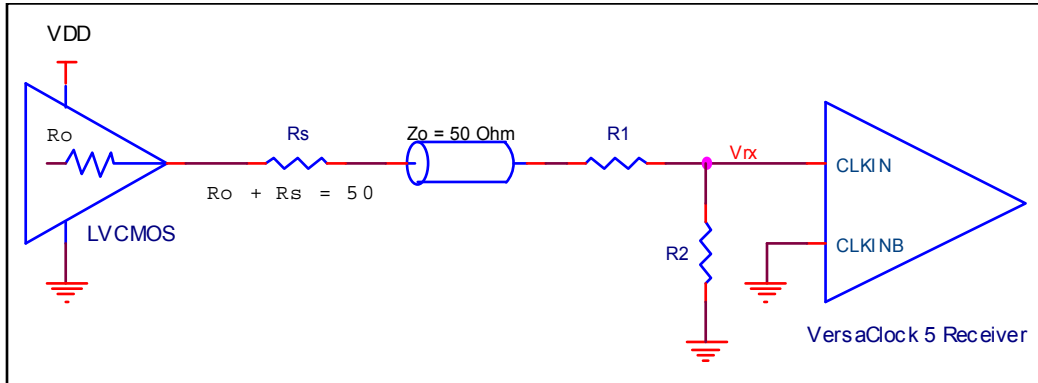 VDD
Ro
Rs
Zo = 50 Ohm
R1
Vrx
CLKIN
Ro + Rs = 50
LVCMOS
R2
CLKINB
VersaClock 5 Receiver